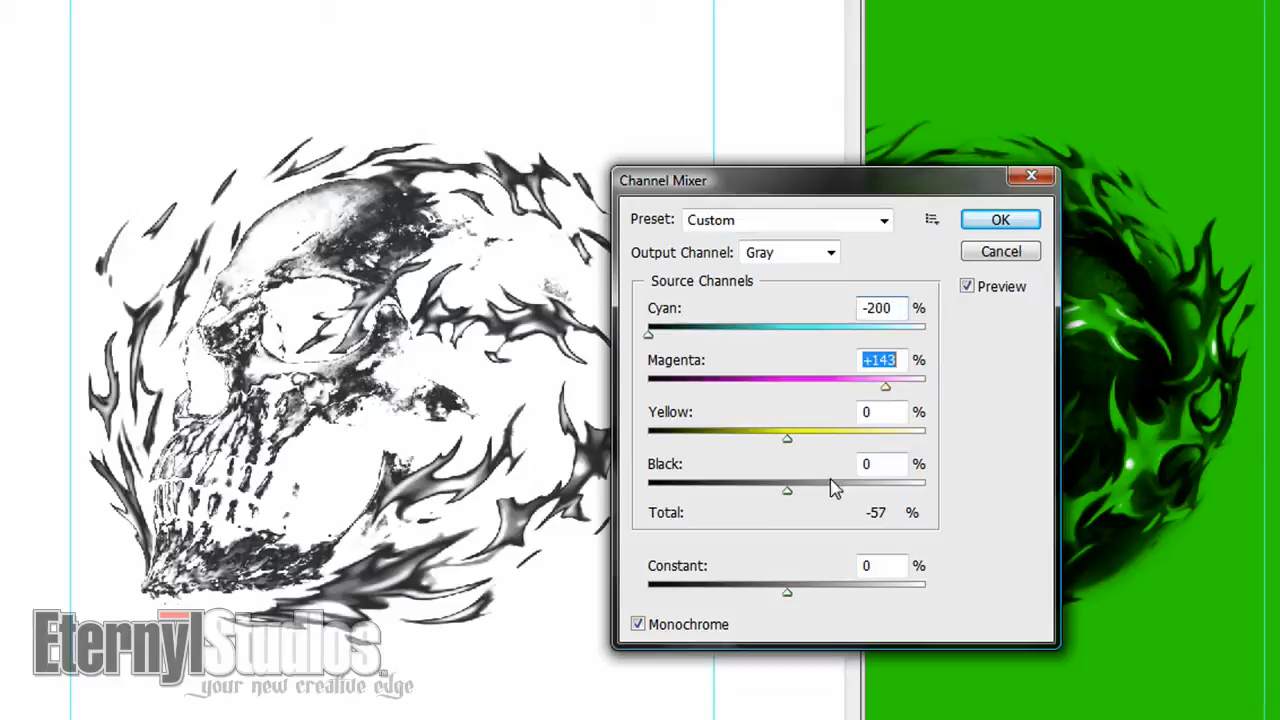 Channel Mixer
Preset: Custom
OK
Output Channel: Gray
Cancel
Source Channels
Preview
Cyan: -200 %
Magenta: +143 %
Yellow: 0 %
Black: 0 %
Total: -57 %
Constant: 0 %
Monochrome
EternylStudios™
your new creative edge